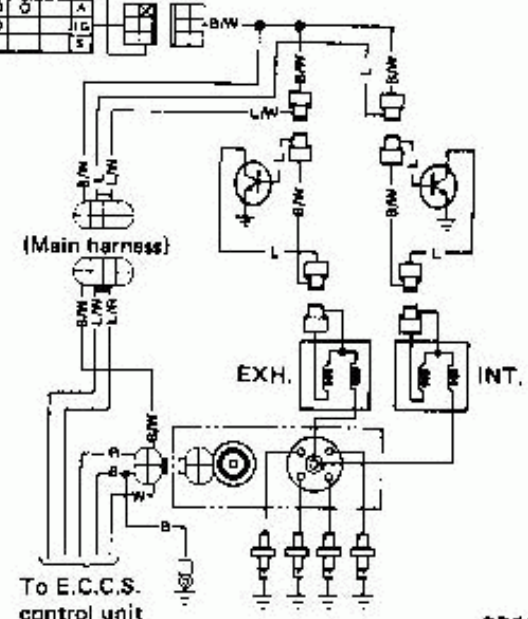 A
IG
S
B/W
B/W
L
B/W
L/W
B/W
L
L/W
L
L
B/W
B/W
(Main harness)
L
L
B/W
L/W
L/R
EXH.
INT.
B/W
B
W
B
To E.C.C.S.
control unit